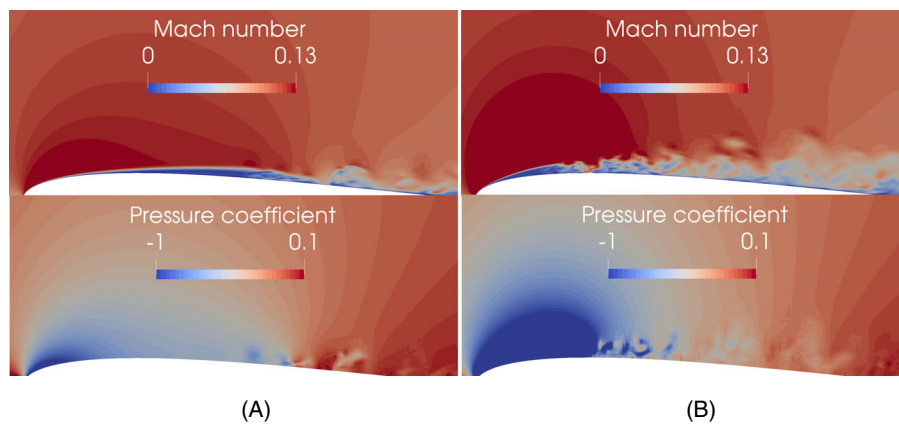 Mach number
0 0.13
Pressure coefficient
-1 0.1
(A)
Mach number
0 0.13
Pressure coefficient
-1 0.1
(B)